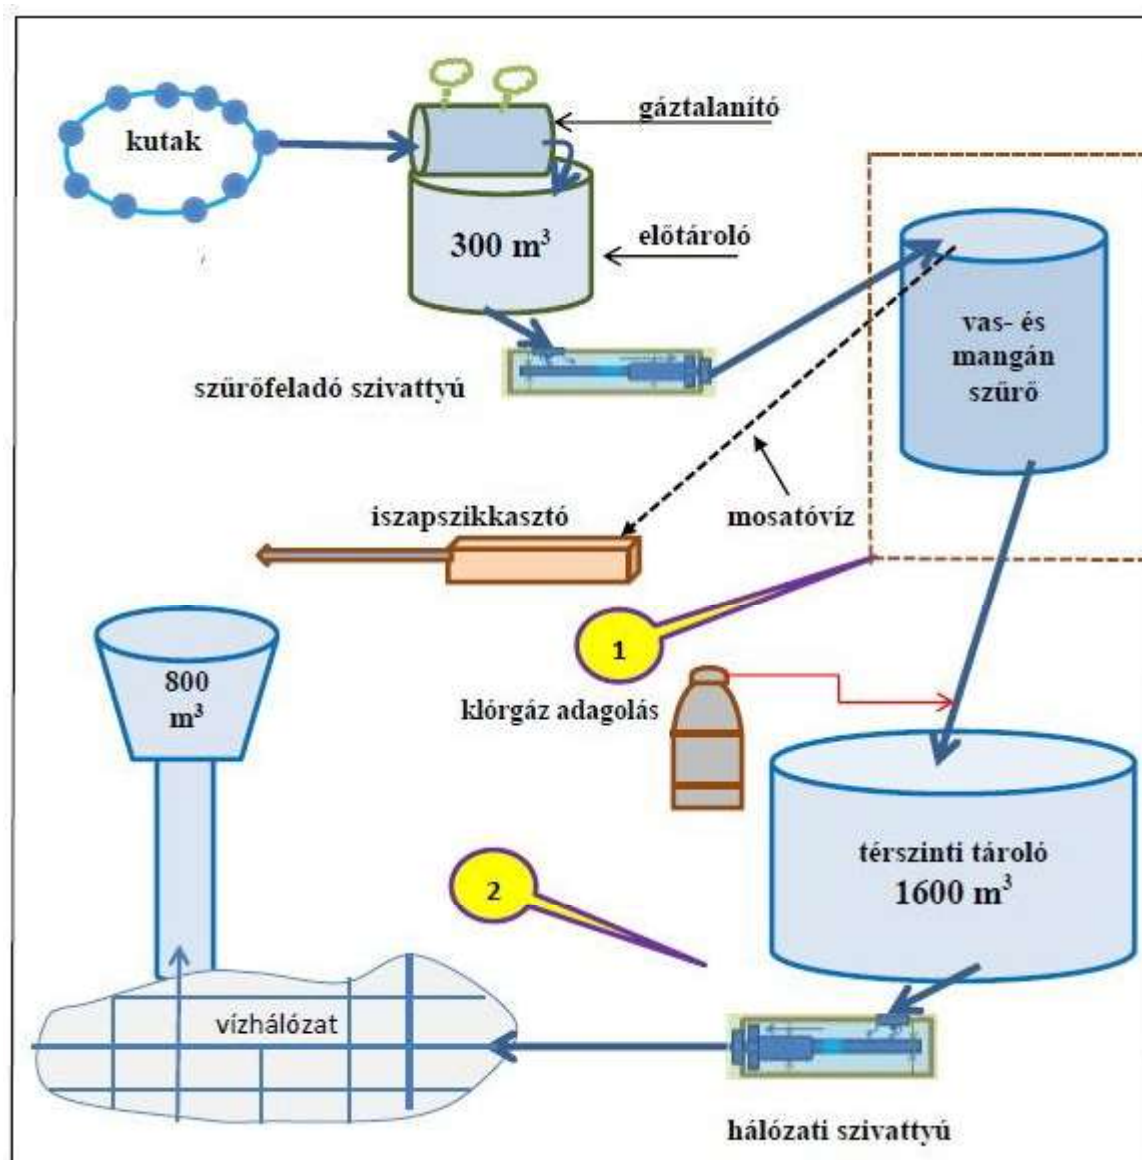 kutak
gáztalanító
300 m³
előtároló
szűrőfeladó szivattyú
vas- és
mangán
szűrő
iszapszikkasztó
mosatóvíz
1
800
m³
klórgáz adagolás
térszinti tároló
1600 m³
2
vízhálózat
hálózati szivattyú